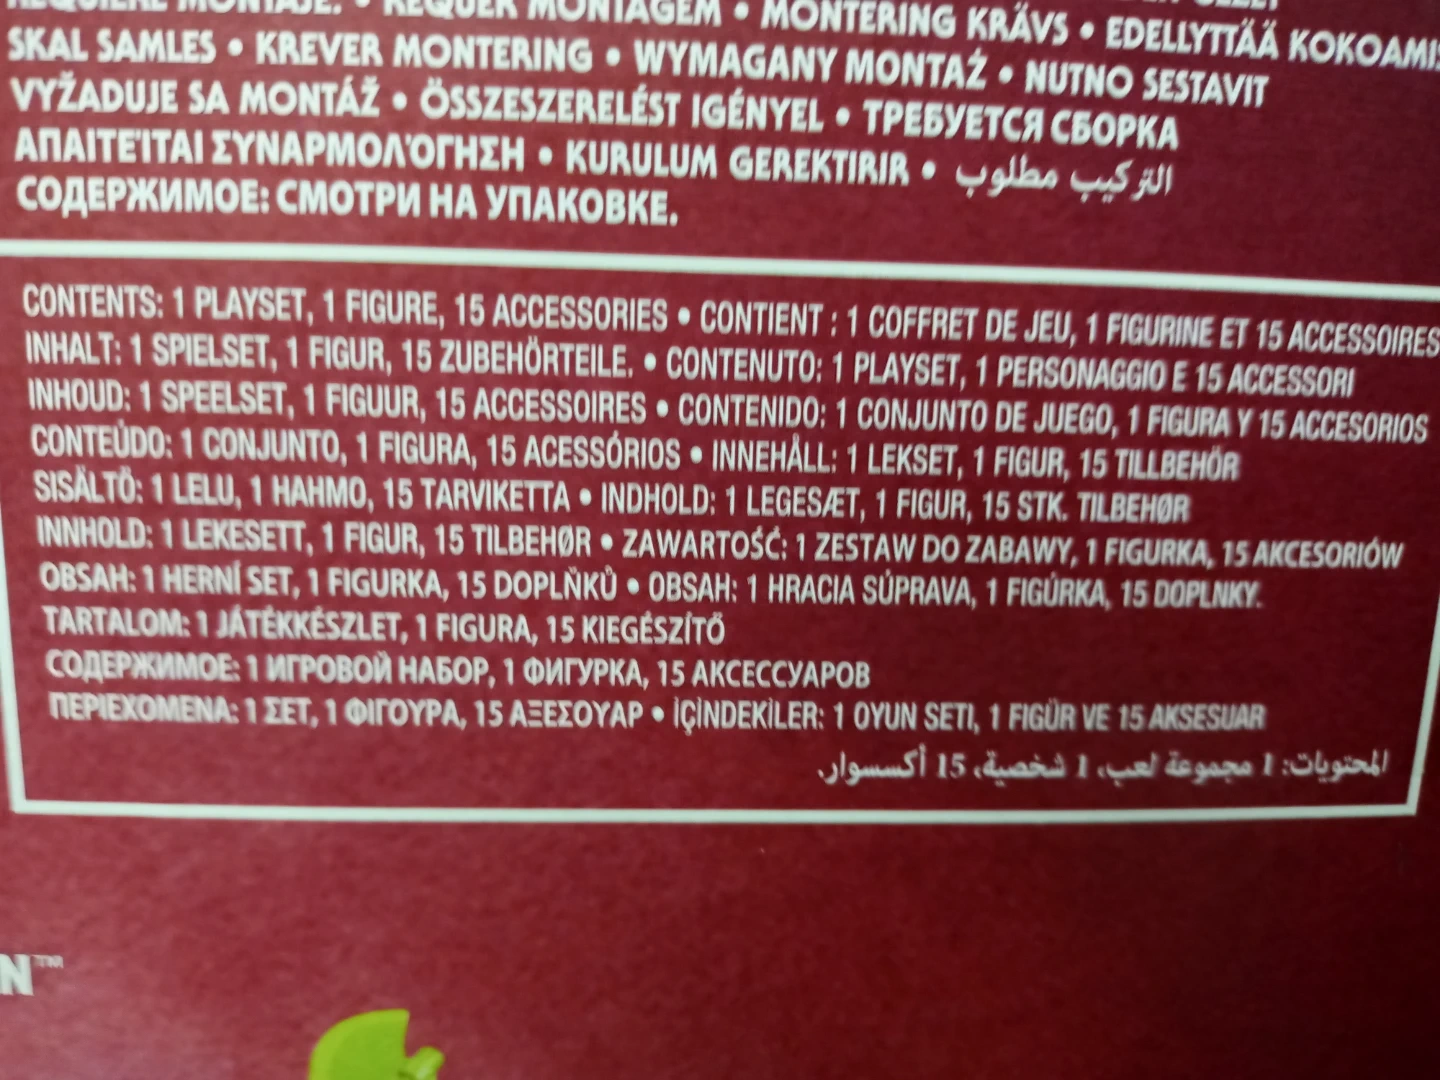 REQUIERE MONTAJE. • REQUER MONTAGEM • MONTERING KRÄVS • EDELLYTTÄÄ KOKOAMIS
SKAL SAMLES • KREVER MONTERING • WYMAGANY MONTAŻ • NUTNO SESTAVIT
VYŽADUJE SA MONTÁŽ • ÖSSZESZERELÉST IGÉNYEL • ТРЕБУЕТСЯ СБОРКА
ΑΠΑΙΤΕΊΤΑΙ ΣΥΝΑΡΜΟΛΌΓΗΣΗ • KURULUM GEREKTIRIR • التركيب مطلوب
СОДЕРЖИМОЕ: СМОТРИ НА УПАКОВКЕ.
CONTENTS: 1 PLAYSET, 1 FIGURE, 15 ACCESSORIES • CONTIENT : 1 COFFRET DE JEU, 1 FIGURINE ET 15 ACCESSOIRES
INHALT: 1 SPIELSET, 1 FIGUR, 15 ZUBEHÖRTEILE. • CONTENUTO: 1 PLAYSET, 1 PERSONAGGIO E 15 ACCESSORI
INHOUD: 1 SPEELSET, 1 FIGUUR, 15 ACCESSOIRES • CONTENIDO: 1 CONJUNTO DE JUEGO, 1 FIGURA Y 15 ACCESORIOS
CONTEÚDO: 1 CONJUNTO, 1 FIGURA, 15 ACESSÓRIOS • INNEHÅLL: 1 LEKSET, 1 FIGUR, 15 TILLBEHÖR
SISÄLTÖ: 1 LELU, 1 HAHMO, 15 TARVIKETTA • INDHOLD: 1 LEGESÆT, 1 FIGUR, 15 STK. TILBEHØR
INNHOLD: 1 LEKESETT, 1 FIGUR, 15 TILBEHØR • ZAWARTOŚĆ: 1 ZESTAW DO ZABAWY, 1 FIGURKA, 15 AKCESORIÓW
OBSAH: 1 HERNÍ SET, 1 FIGURKA, 15 DOPLŇKŮ • OBSAH: 1 HRACIA SÚPRAVA, 1 FIGÚRKA, 15 DOPLNKY.
TARTALOM: 1 JÁTÉKKÉSZLET, 1 FIGURA, 15 KIEGÉSZÍTŐ
СОДЕРЖИМОЕ: 1 ИГРОВОЙ НАБОР, 1 ФИГУРКА, 15 АКСЕССУАРОВ
ΠΕΡΙΕΧΟΜΕΝΑ: 1 ΣΕΤ, 1 ΦΙΓΟΥΡΑ, 15 ΑΞΕΣΟΥΑΡ • İÇİNDEKİLER: 1 OYUN SETI, 1 FIGÜR VE 15 AKSESUAR
المحتويات: 1 مجموعة لعب، 1 شخصية، 15 أكسسوار.
N™